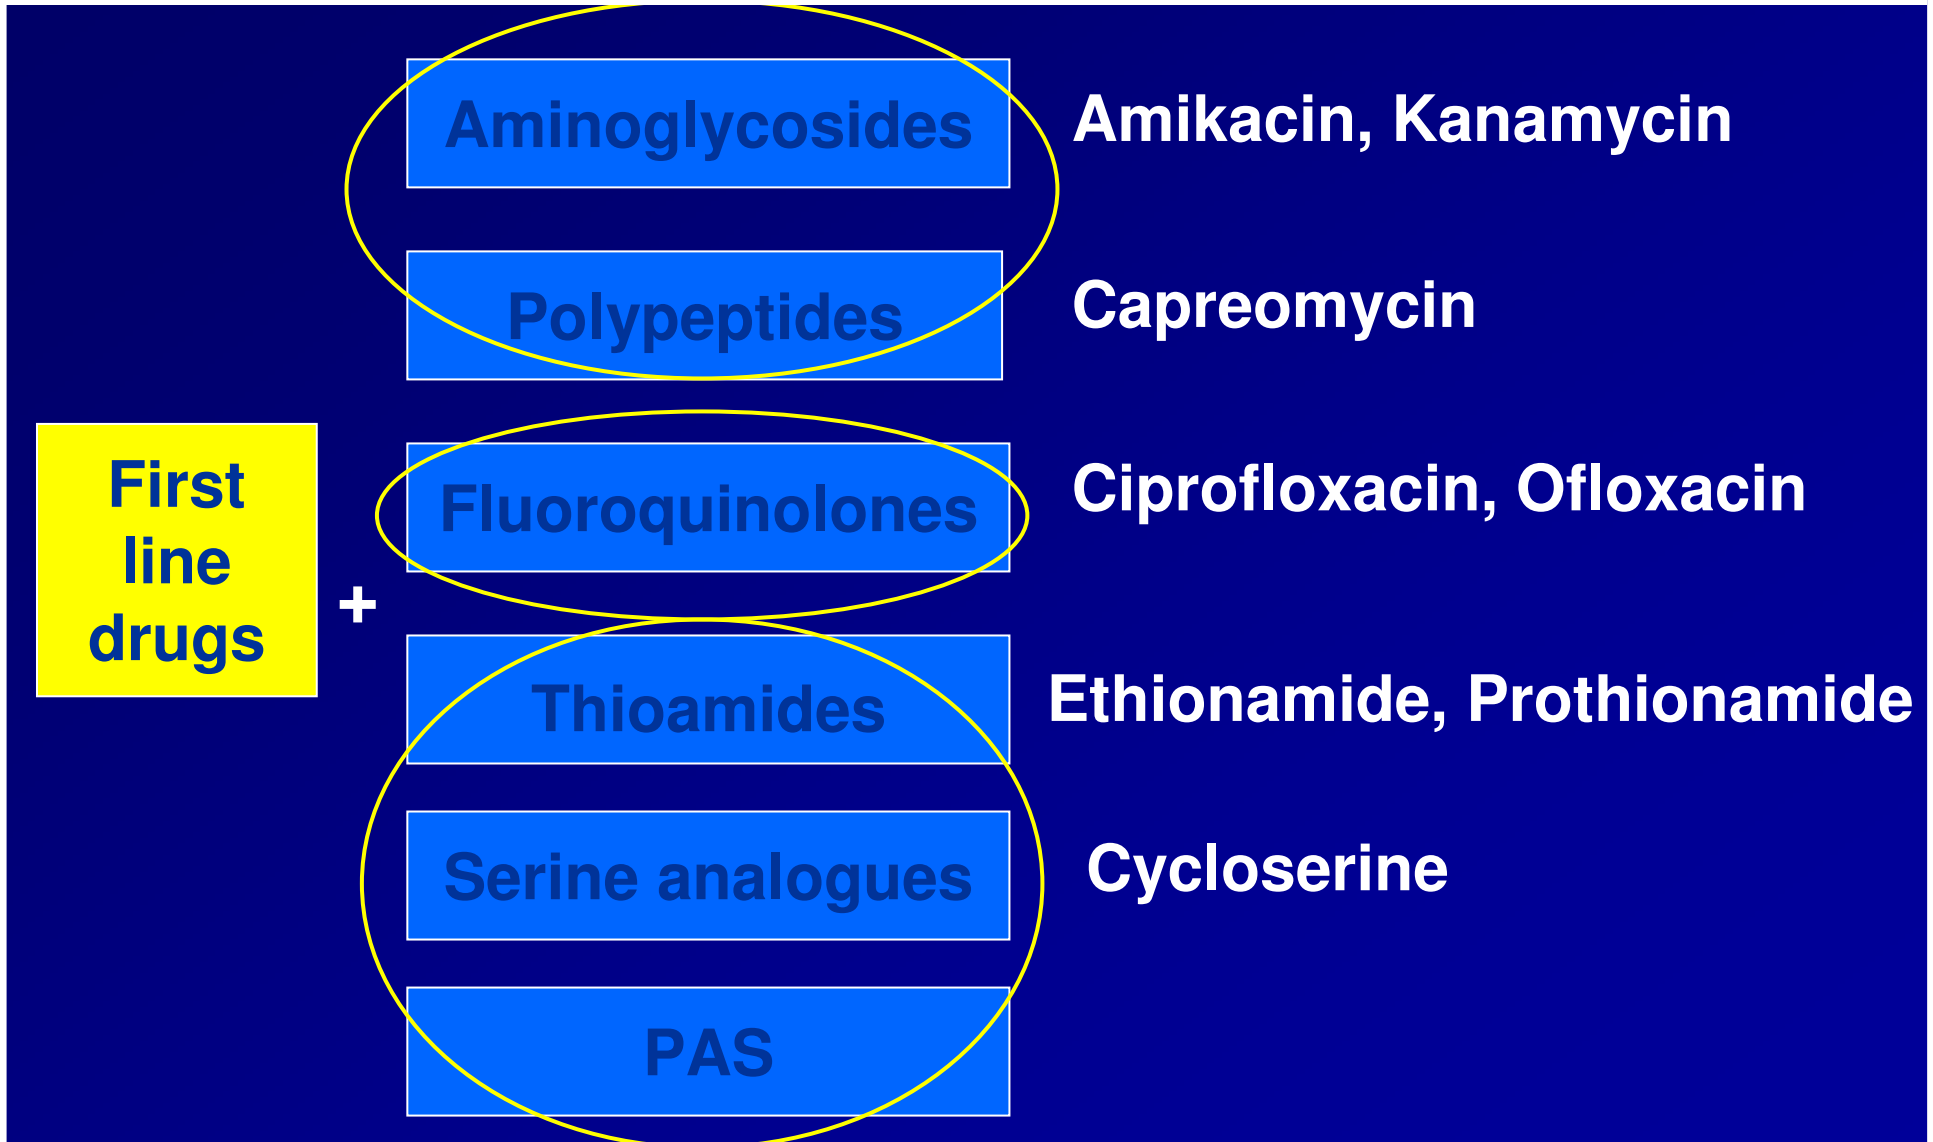 Aminoglycosides
Amikacin, Kanamycin
Polypeptides
Capreomycin
First
line
drugs
+
Fluoroquinolones
Ciprofloxacin, Ofloxacin
Thioamides
Ethionamide, Prothionamide
Serine analogues
Cycloserine
PAS